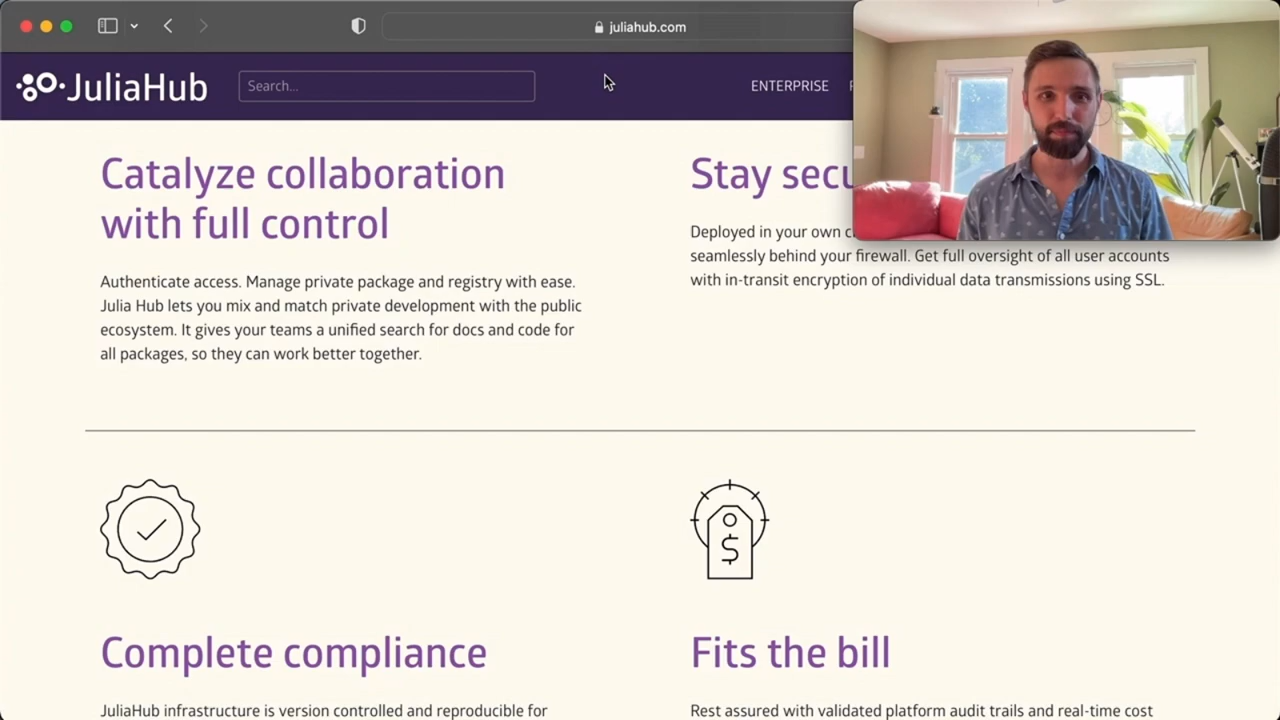 juliahub.com
JuliaHub
Search...
ENTERPRISE
Catalyze collaboration
with full control
Authenticate access. Manage private package and registry with ease.
Julia Hub lets you mix and match private development with the public
ecosystem. It gives your teams a unified search for docs and code for
all packages, so they can work better together.
Stay secu
Deployed in your own c
seamlessly behind your firewall. Get full oversight of all user accounts
with in-transit encryption of individual data transmissions using SSL.
$
Complete compliance
JuliaHub infrastructure is version controlled and reproducible for
Fits the bill
Rest assured with validated platform audit trails and real-time cost